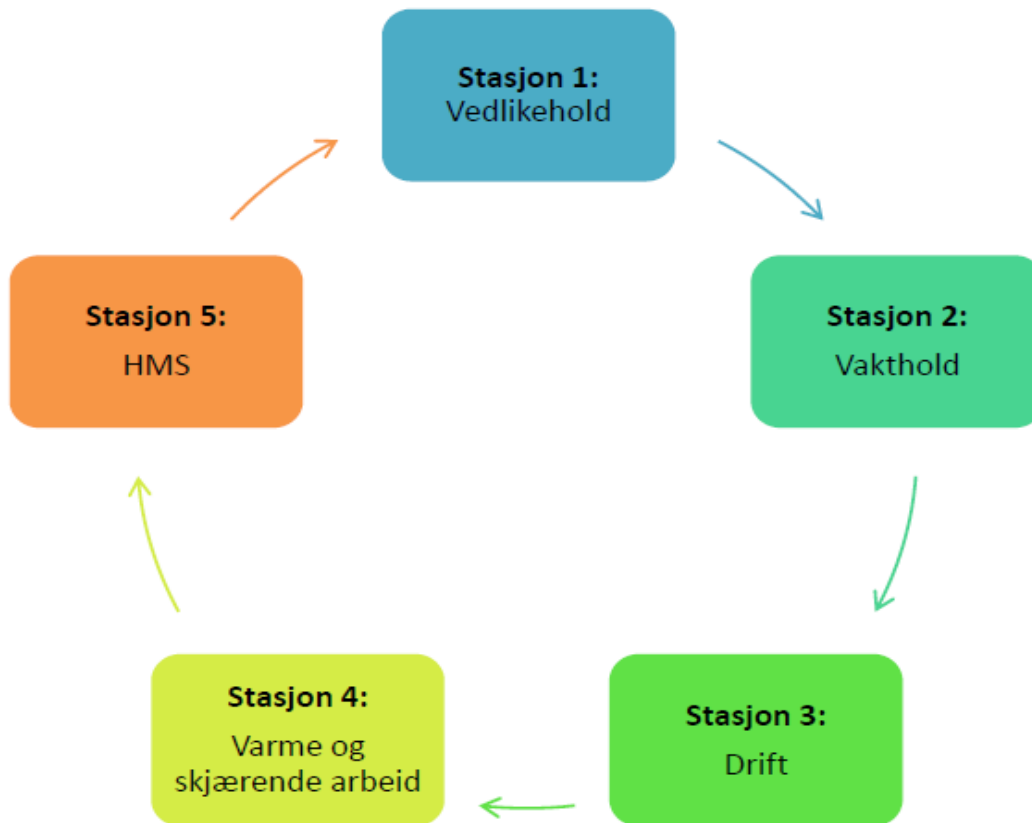 Stasjon 1:
Vedlikehold
Stasjon 2:
Vakthold
Stasjon 3:
Drift
Stasjon 4:
Varme og
skjærende arbeid
Stasjon 5:
HMS